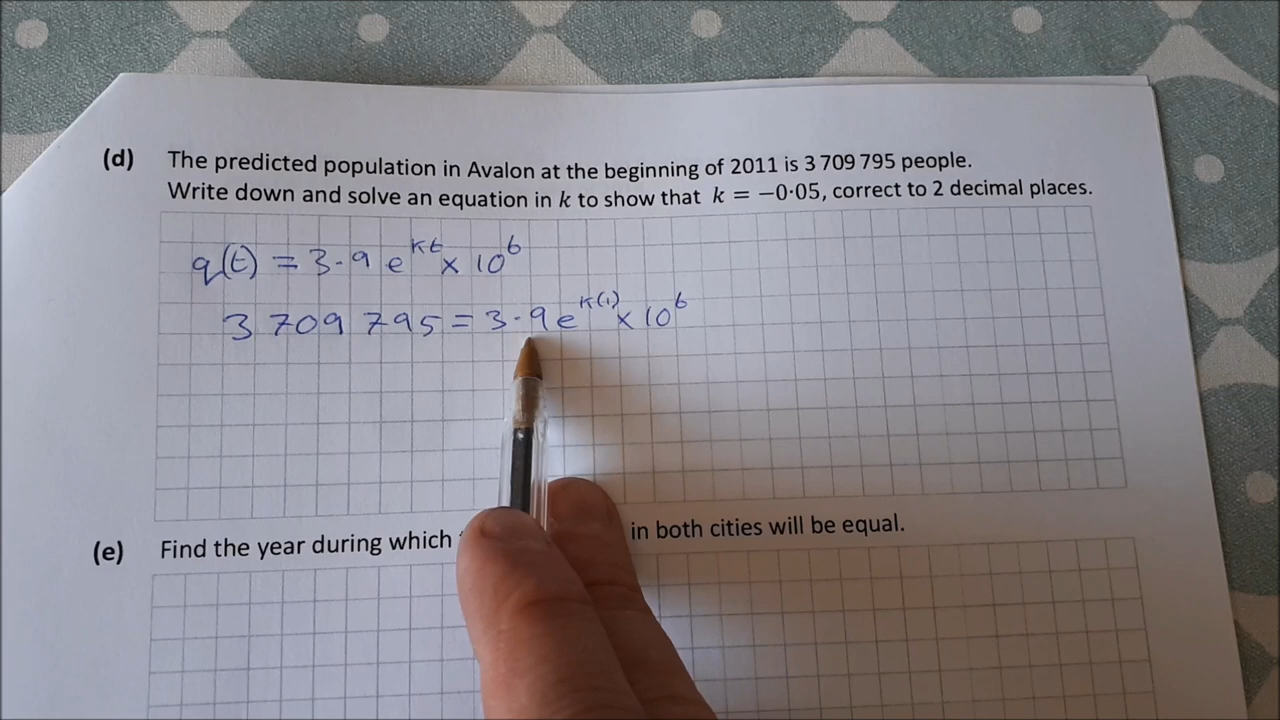 (d) The predicted population in Avalon at the beginning of 2011 is 3 709 795 people.
Write down and solve an equation in k to show that k = −0·05, correct to 2 decimal places.
q(t) = 3·9 e^kt × 10^6
3 709 795 = 3·9 e^k(1) × 10^6
(e) Find the year during which in both cities will be equal.